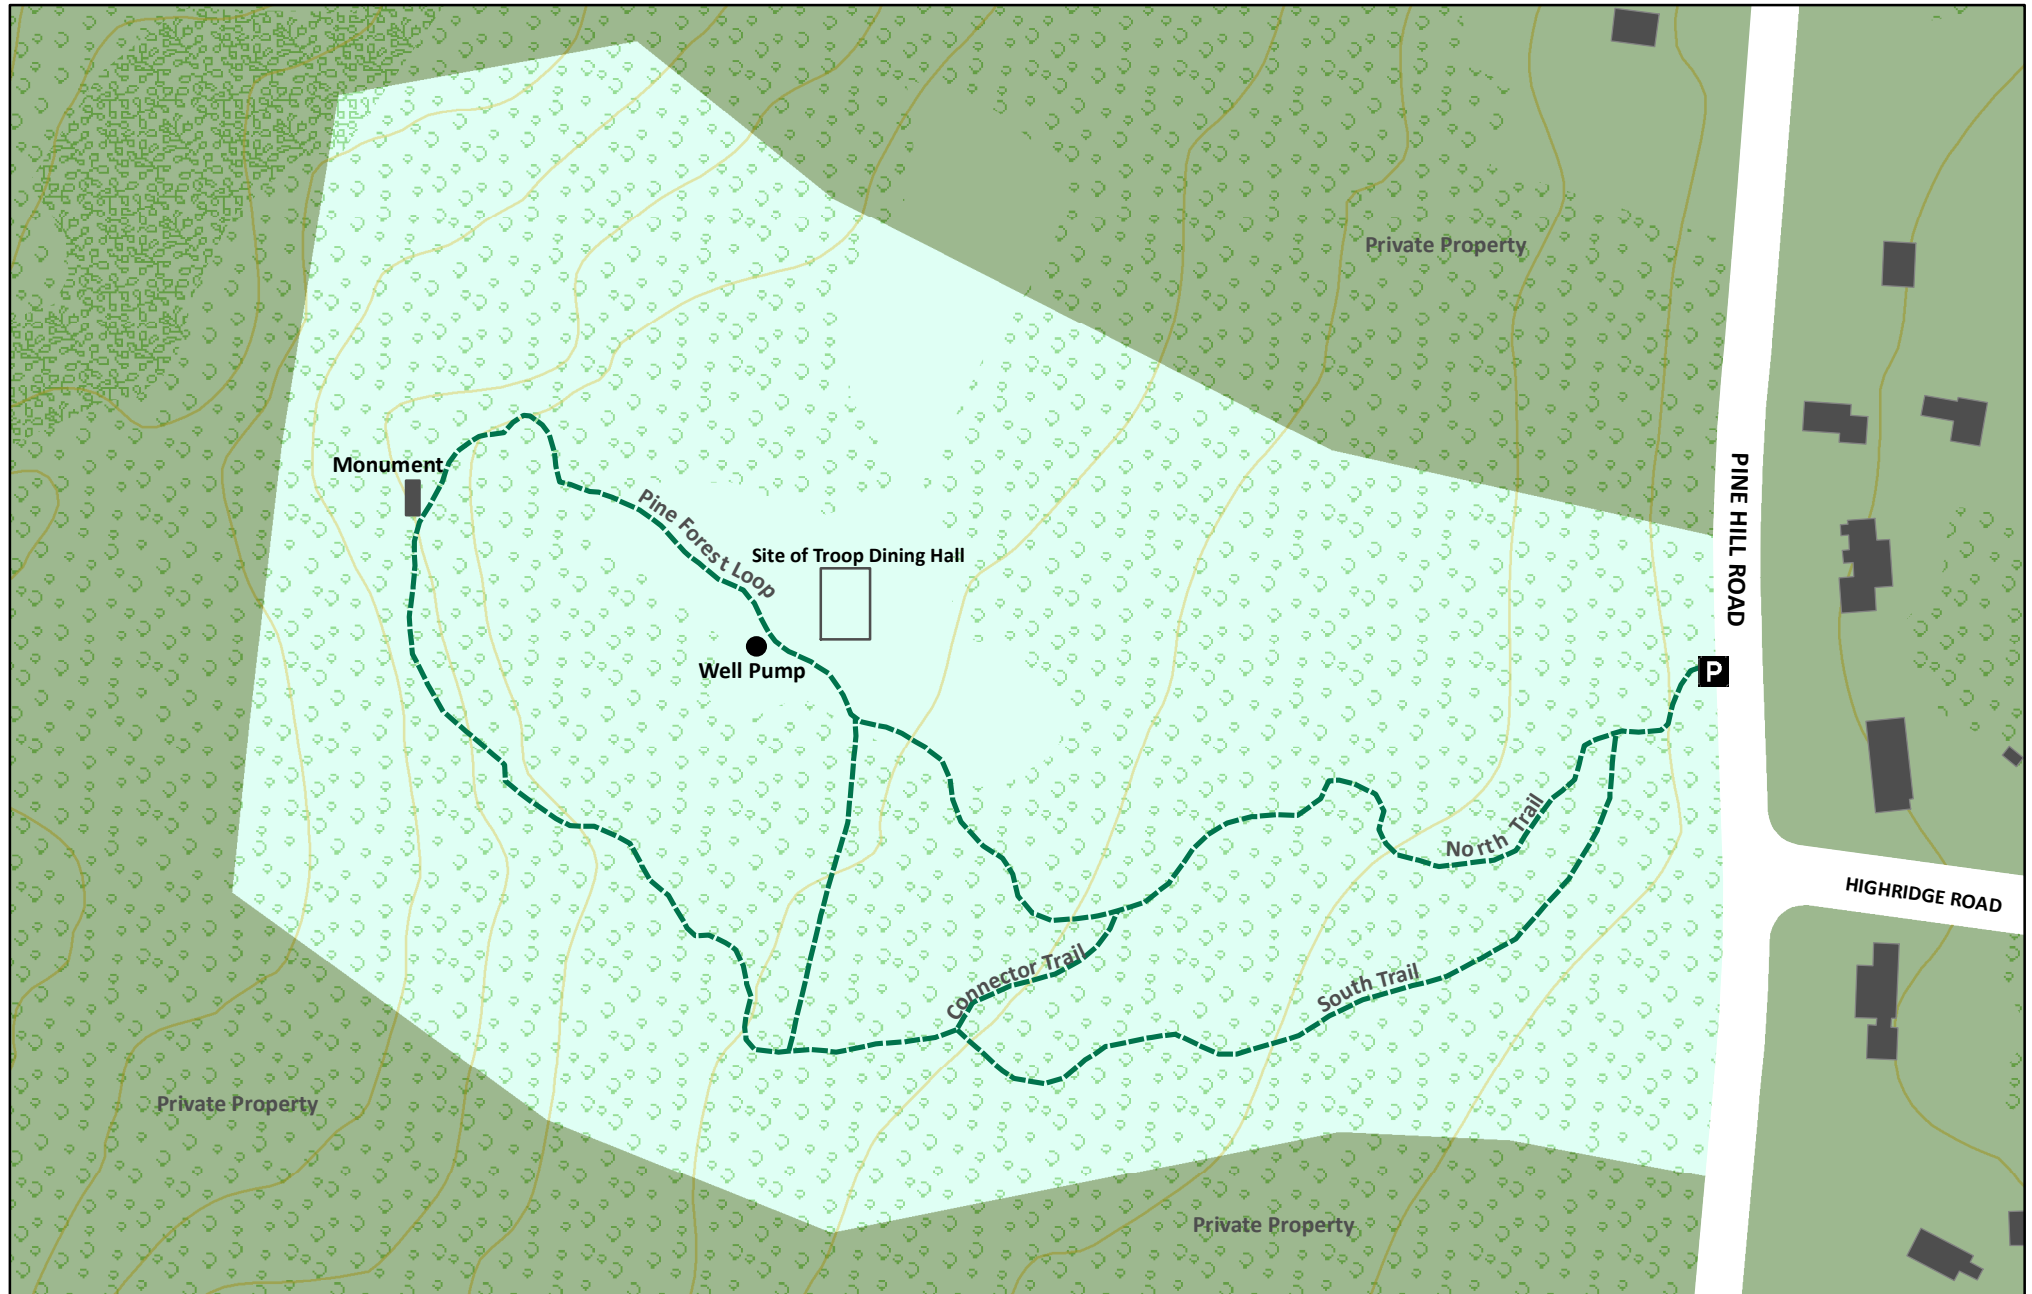 Private Property
Monument
Pine Forest Loop
Site of Troop Dining Hall
Well Pump
PINE HILL ROAD
P
North Trail
HIGHRIDGE ROAD
Connector Trail
South Trail
Private Property
Private Property